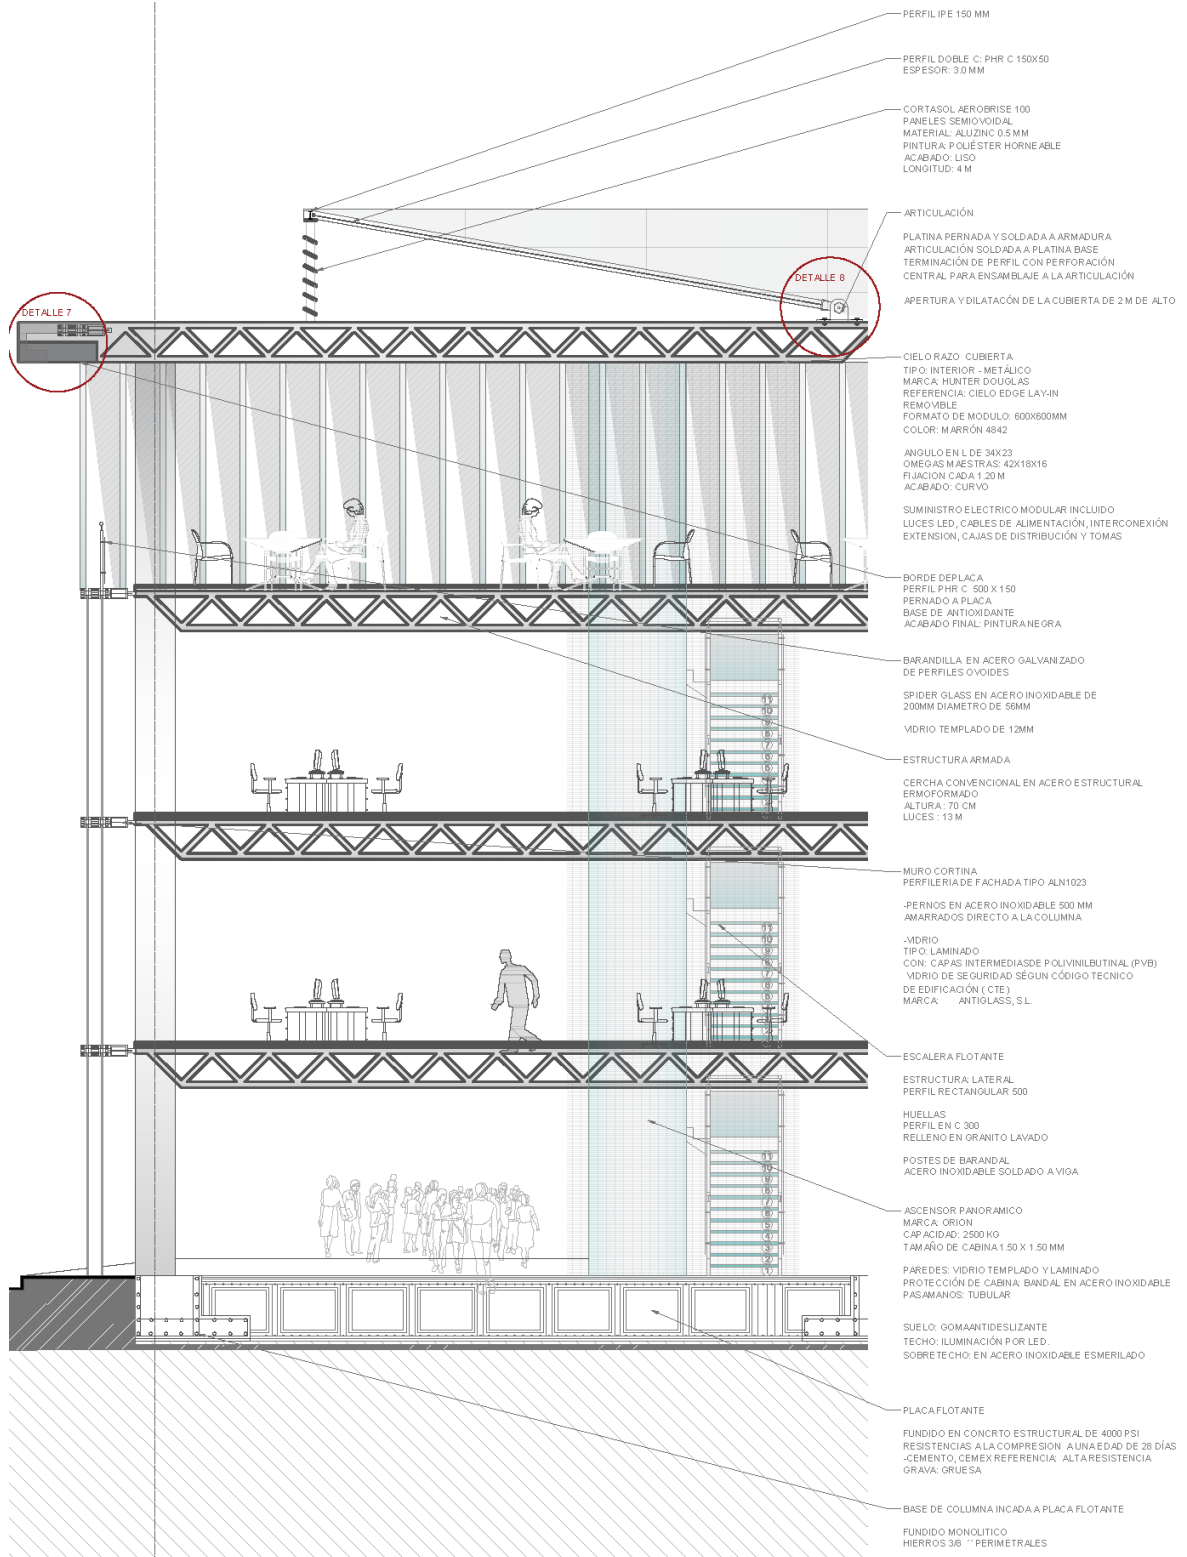 PERFIL IPE 150 MM
PERFIL DOBLE C: PHR C 150X50
ESPESOR: 3.0 MM
CORTASOL AEROBRISE 100
PANELES SEMIOVOIDAL
MATERIAL: ALUZINC 0.5 MM
PINTURA: POLIÉSTER HORNEABLE
ACABADO: LISO
LONGITUD: 4 M
ARTICULACIÓN
PLATINA PERNADA Y SOLDADA A ARMADURA
ARTICULACIÓN SOLDADA A PLATINA BASE
TERMINACIÓN DE PERFIL CON PERFORACIÓN
CENTRAL PARA ENSAMBLAJE A LA ARTICULACIÓN
APERTURA Y DILATACÓN DE LA CUBIERTA DE 2 M DE ALTO
DETALLE 8
DETALLE 7
CIELO RAZO CUBIERTA
TIPO: INTERIOR - METÁLICO
MARCA: HUNTER DOUGLAS
REFERENCIA: CIELO EDGE LAY-IN
REMOVIBLE
FORMATO DE MODULO: 600X600MM
COLOR: MARRÓN 4842
ANGULO EN L DE 34X23
OMEGAS MAESTRAS: 42X18X16
FIJACION CADA 1.20 M
ACABADO: CURVO
SUMINISTRO ELECTRICO MODULAR INCLUIDO
LUCES LED, CABLES DE ALIMENTACIÓN, INTERCONEXIÓN
EXTENSION, CAJAS DE DISTRIBUCIÓN Y TOMAS
BORDE DE PLACA
PERFIL PHR C 500 X 150
PERNADO A PLACA
BASE DE ANTIOXIDANTE
ACABADO FINAL: PINTURA NEGRA
BARANDILLA EN ACERO GALVANIZADO
DE PERFILES OVOIDES
SPIDER GLASS EN ACERO INOXIDABLE DE
200MM DIAMETRO DE 56MM
VIDRIO TEMPLADO DE 12MM
ESTRUCTURA ARMADA
CERCHA CONVENCIONAL EN ACERO ESTRUCTURAL
ERMOFORMADO
ALTURA: 70 CM
LUCES : 13 M
MURO CORTINA
PERFILERIA DE FACHADA TIPO ALN1023
-PERNOS EN ACERO INOXIDABLE 500 MM
AMARRADOS DIRECTO A LA COLUMNA
-VIDRIO
TIPO: LAMINADO
CON: CAPAS INTERMEDIASDE POLIVINILBUTINAL (PVB)
VIDRIO DE SEGURIDAD SÉGUN CÓDIGO TECNICO
DE EDIFICACIÓN ( CTE )
MARCA: ANTIGLASS, S.L.
ESCALERA FLOTANTE
ESTRUCTURA: LATERAL
PERFIL RECTANGULAR 500
HUELLAS
PERFIL EN C 300
RELLENO EN GRANITO LAVADO
POSTES DE BARANDAL
ACERO INOXIDABLE SOLDADO A VIGA
ASCENSOR PANORAMICO
MARCA: ORION
CAPACIDAD: 2500 KG
TAMAÑO DE CABINA 1.50 X 1.50 MM
PAREDES: VIDRIO TEMPLADO Y LAMINADO
PROTECCIÓN DE CABINA: BANDAL EN ACERO INOXIDABLE
PASAMANOS: TUBULAR
SUELO: GOMA ANTIDESLIZANTE
TECHO: ILUMINACIÓN POR LED.
SOBRETECHO: EN ACERO INOXIDABLE ESMERILADO
PLACA FLOTANTE
FUNDIDO EN CONCRTO ESTRUCTURAL DE 4000 PSI
RESISTENCIAS A LA COMPRESION A UNA EDAD DE 28 DÍAS
-CEMENTO, CEMEX REFERENCIA: ALTA RESISTENCIA
GRAVA: GRUESA
BASE DE COLUMNA INCADA A PLACA FLOTANTE
FUNDIDO MONOLITICO
HIERROS 3/8 '' PERIMETRALES